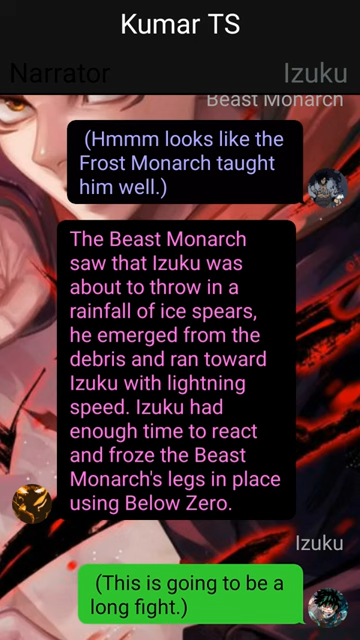 Kumar TS
Narrator
Izuku
Beast Monarch
(Hmmm looks like the
Frost Monarch taught
him well.)
The Beast Monarch
saw that Izuku was
about to throw in a
rainfall of ice spears,
he emerged from the
debris and ran toward
Izuku with lightning
speed. Izuku had
enough time to react
and froze the Beast
Monarch's legs in place
using Below Zero.
Izuku
(This is going to be a
long fight.)